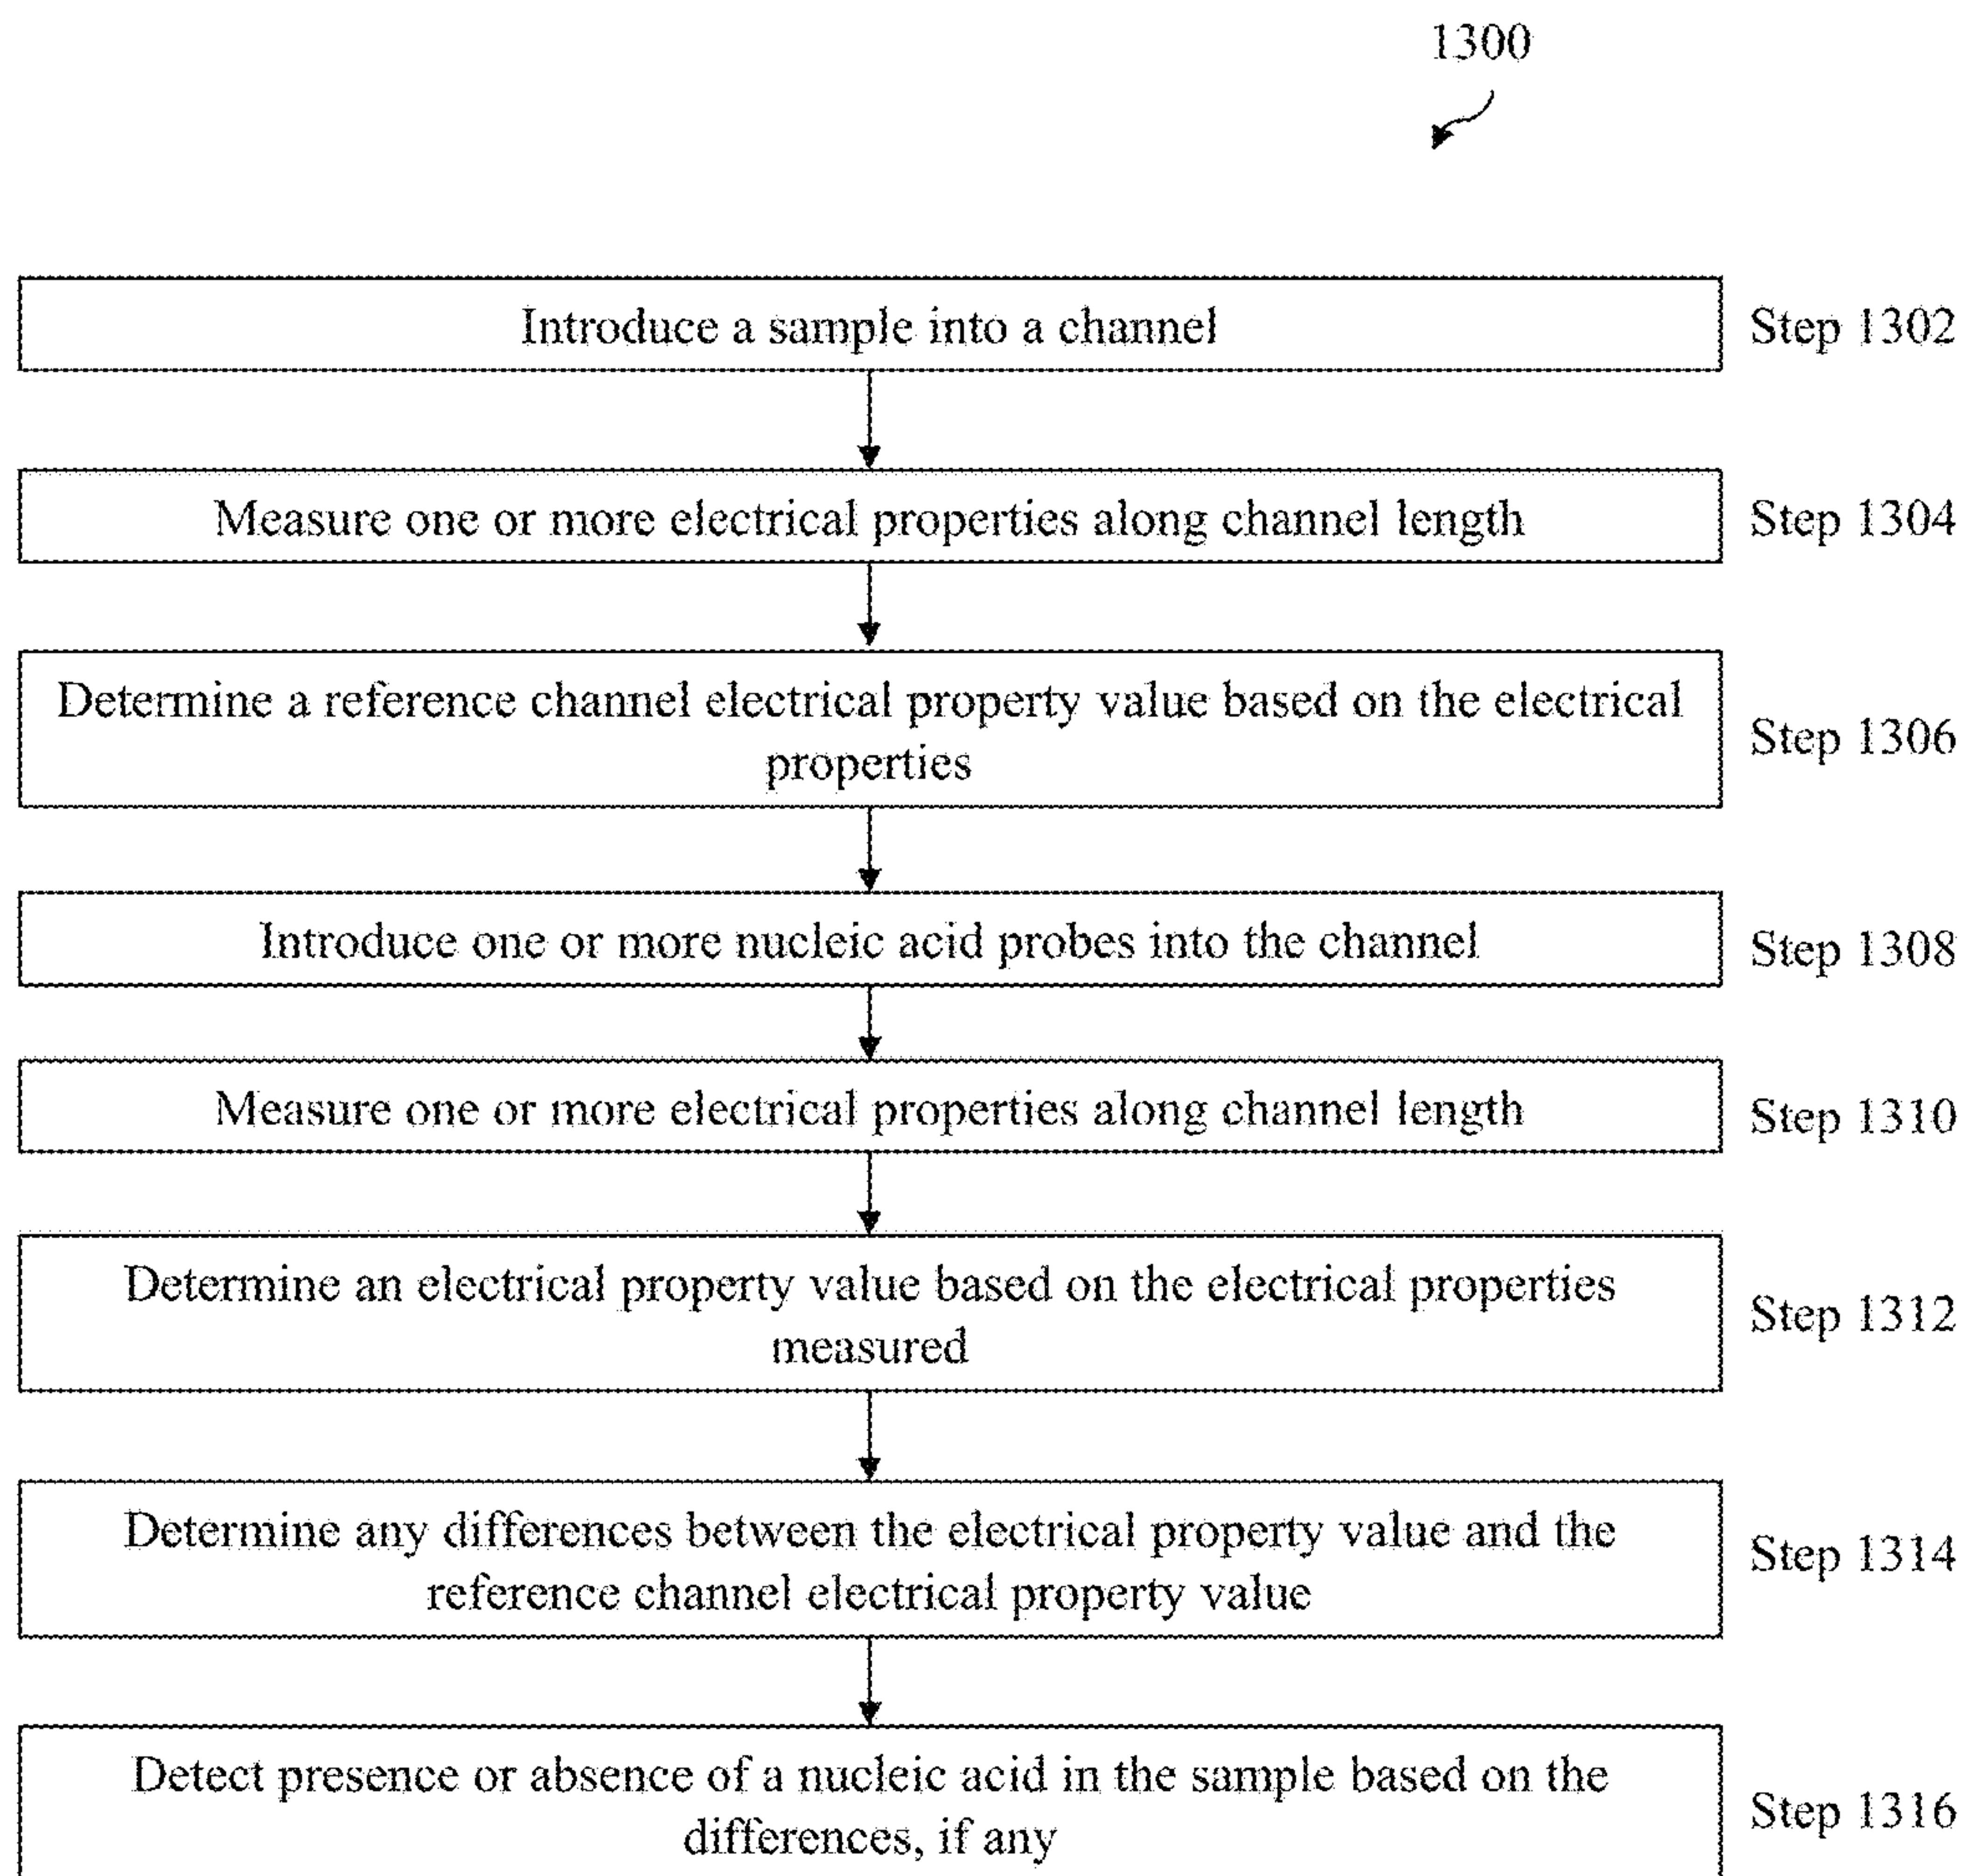 1300
Introduce a sample into a channel
Step 1302
Measure one or more electrical properties along channel length
Step 1304
Determine a reference channel electrical property value based on the electrical
properties
Step 1306
Introduce one or more nucleic acid probes into the channel
Step 1308
Measure one or more electrical properties along channel length
Step 1310
Determine an electrical property value based on the electrical properties
measured
Step 1312
Determine any differences between the electrical property value and the
reference channel electrical property value
Step 1314
Detect presence or absence of a nucleic acid in the sample based on the
differences, if any
Step 1316